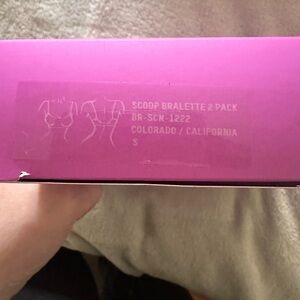 SCOOP BRALETTE 2 PACK
BR-SCN-1222
COLORADO / CALIFORNIA
S